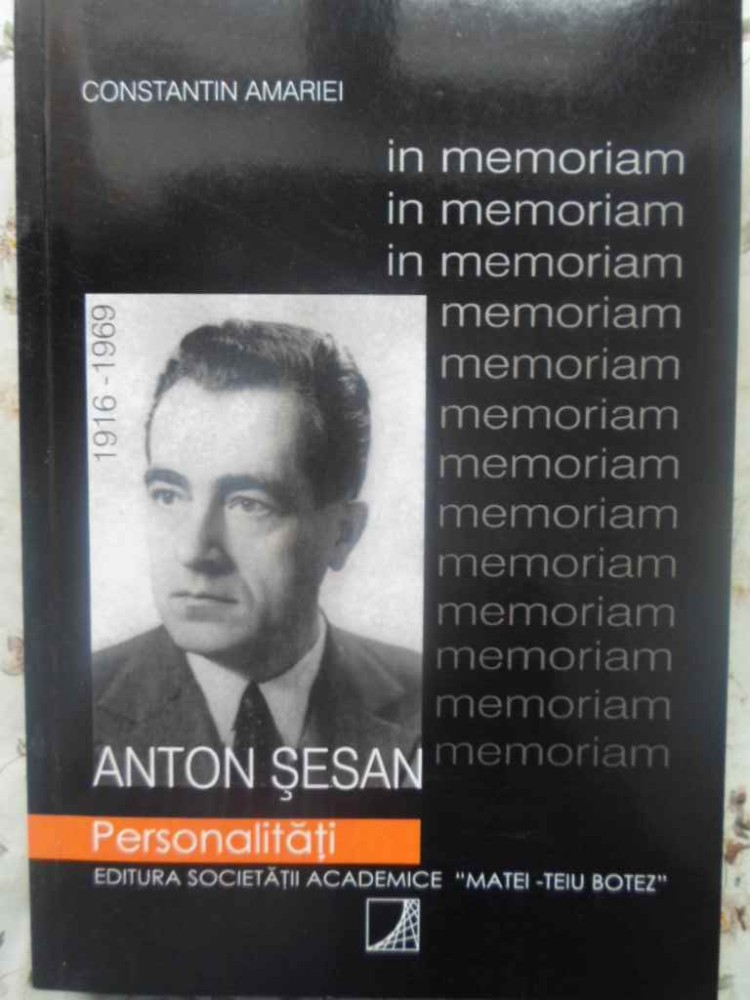 CONSTANTIN AMARIEI
in memoriam
in memoriam
in memoriam
memoriam
memoriam
memoriam
memoriam
memoriam
memoriam
memoriam
memoriam
memoriam
memoriam
1916 - 1969
ANTON ŞESAN
Personalităţi
EDITURA SOCIETĂŢII ACADEMICE "MATEI -TEIU BOTEZ"